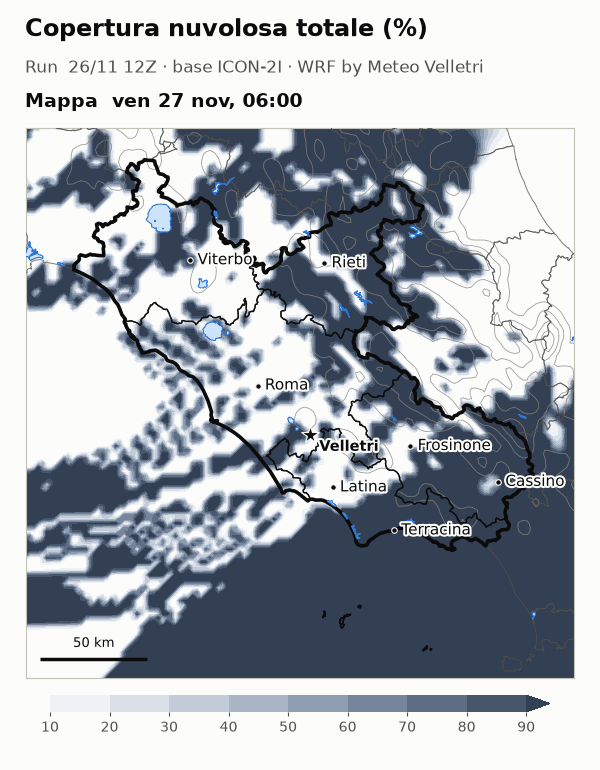 Copertura nuvolosa totale (%)
Run  26/11 12Z · base ICON-2I · WRF by Meteo Velletri
Mappa  ven 27 nov, 06:00
Viterbo
Rieti
Roma
Velletri
Frosinone
Latina
Cassino
Terracina
50 km
10 20 30 40 50 60 70 80 90